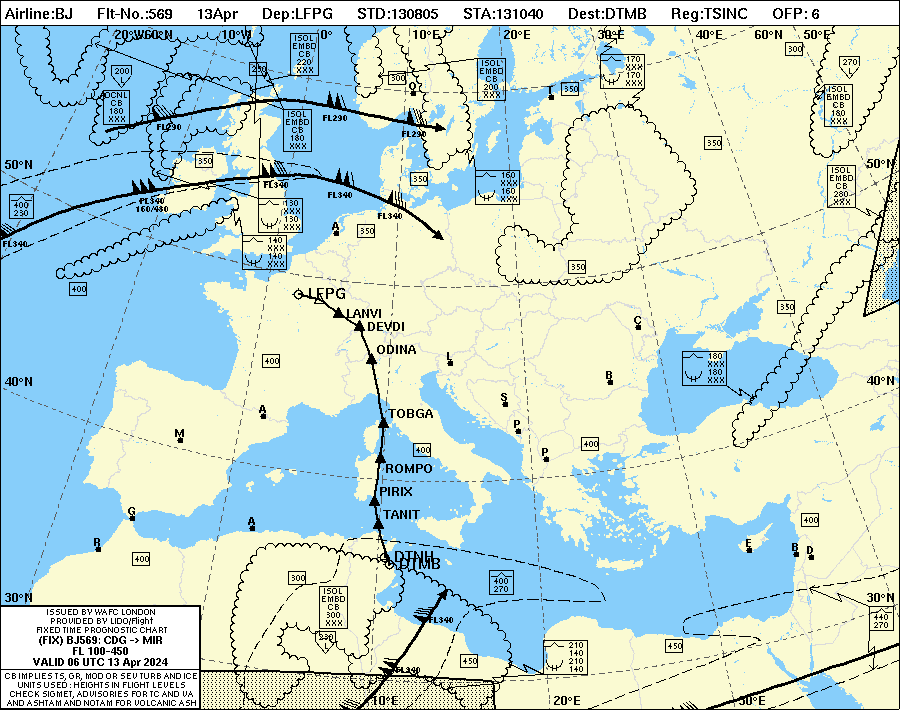 Airline:BJ Flt-No.:569 13Apr Dep:LFPG STD:130805 STA:131040 Dest:DTMB Reg:TSINC OFP: 6
10°W 0° 10°E 20°E 30°E 40°E 60°N 50°E
ISOL
EMBD
CB
220
XXX
200
L
OCNL
CB
180
XXX
250
300
O
ISOL
EMBD
CB
200
XXX
T
350
170
XXX
170
XXX
300
270
L
ISOL
EMBD
CB
180
XXX
FL290
FL290
FL290
ISOL
EMBD
CB
180
XXX
350
350
50°N
50°N
350
160
XXX
160
XXX
ISOL
EMBD
CB
280
XXX
FL340
FL340
160/480
FL340
FL340
400
230
FL340
130
XXX
130
XXX
A
350
140
XXX
140
XXX
350
400
LFPG
LANVI
DEVDI
ODINA
350
C
400
L
180
XXX
180
XXX
B
40°N
40°N
S
A
TOBGA
M
P
400
400
P
ROMPO
PIRIX
G
TANIT
A
400
R
400
E
B
D
DTNH
DTMB
300
400
270
30°N
30°N
ISOL
EMBD
CB
300
XXX
230
L
FL340
440
270
450
450
210
140
210
140
FL340
10°E
20°E
30°E
ISSUED BY WAFC LONDON
PROVIDED BY LIDO/Flight
FIXED TIME PROGNOSTIC CHART
(FIX) BJ569: CDG -> MIR
FL 100-450
VALID 06 UTC 13 Apr 2024
CB IMPLIES TS, GR, MOD OR SEV TURB AND ICE
UNITS USED : HEIGHTS IN FLIGHT LEVELS
CHECK SIGMET, ADVISORIES FOR TC AND VA
AND ASHTAM AND NOTAM FOR VOLCANIC ASH